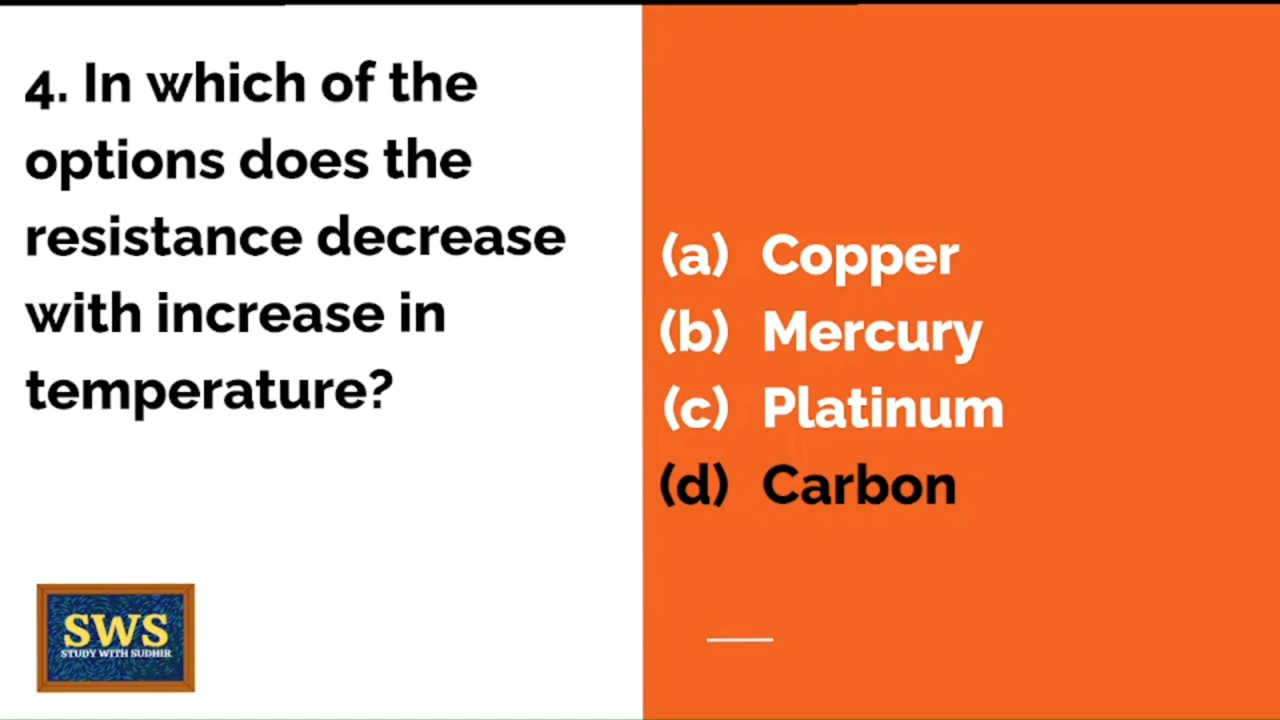 4. In which of the
options does the
resistance decrease
with increase in
temperature?
(a) Copper
(b) Mercury
(c) Platinum
(d) Carbon
SWS
STUDY WITH SUDHIR